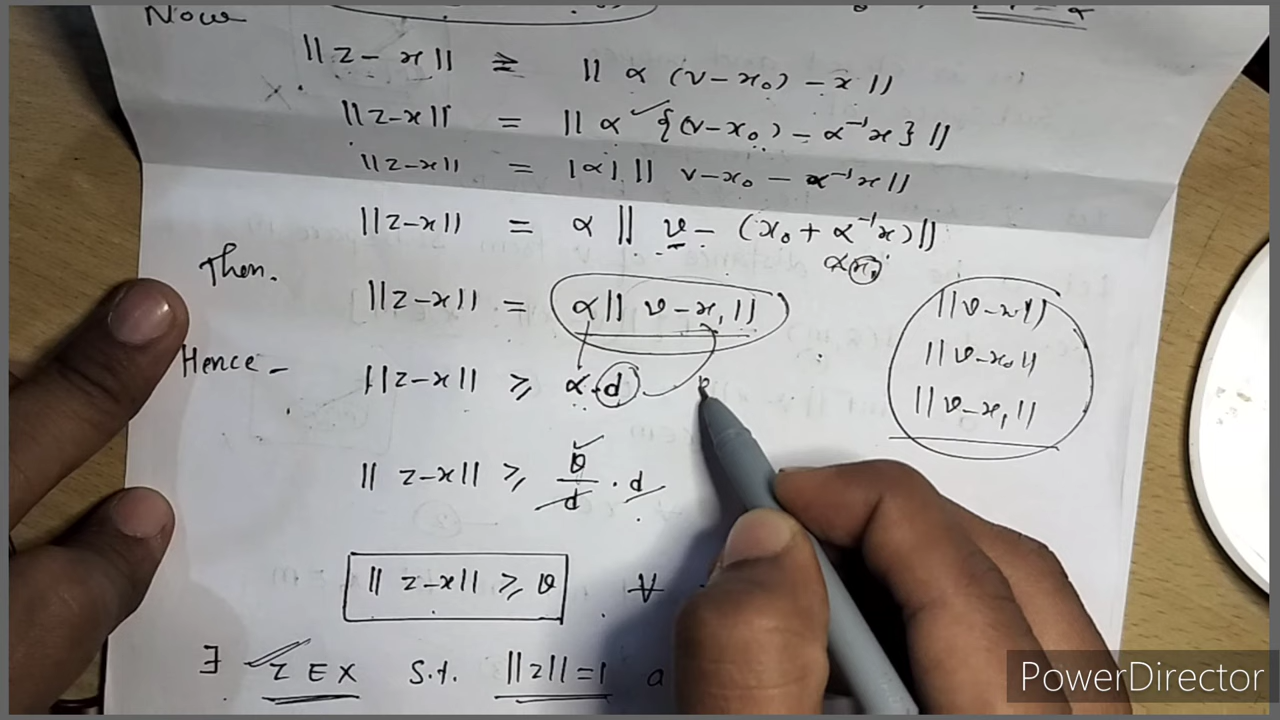 Now
||z-x|| ≥ ||α(v-x₀)-x||
||z-x|| = ||α{(v-x₀)-α⁻¹x}||
||z-x|| = |α| ||v-x₀-α⁻¹x||
||z-x|| = α||v-(x₀+α⁻¹x)||
Then.
||z-x|| = α||v-x₁||
||v-x||
||v-x₀||
||v-x₁||
Hence - ||z-x|| ≥ α.d
||z-x|| ≥ θ/d . d
||z-x|| ≥ θ ∀
∃ z ∈ X s.t. ||z||=1 a
PowerDirector